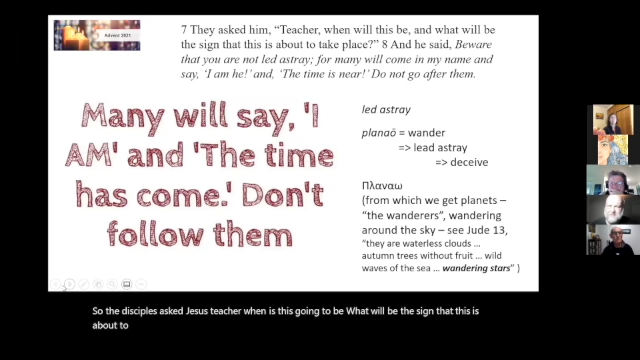 Advent 2021
7 They asked him, “Teacher, when will this be, and what will be
the sign that this is about to take place?” 8 And he said, Beware
that you are not led astray; for many will come in my name and
say, ‘I am he!’ and, ‘The time is near!’ Do not go after them.
Many will say, 'I
AM' and 'The time
has come.' Don't
follow them
led astray
planaō = wander
=> lead astray
=> deceive
Πλαναω
(from which we get planets –
“the wanderers”, wandering
around the sky – see Jude 13,
“they are waterless clouds ...
autumn trees without fruit ... wild
waves of the sea ... wandering stars” )
So the disciples asked Jesus teacher when is this going to be What will be the sign that this is
about to